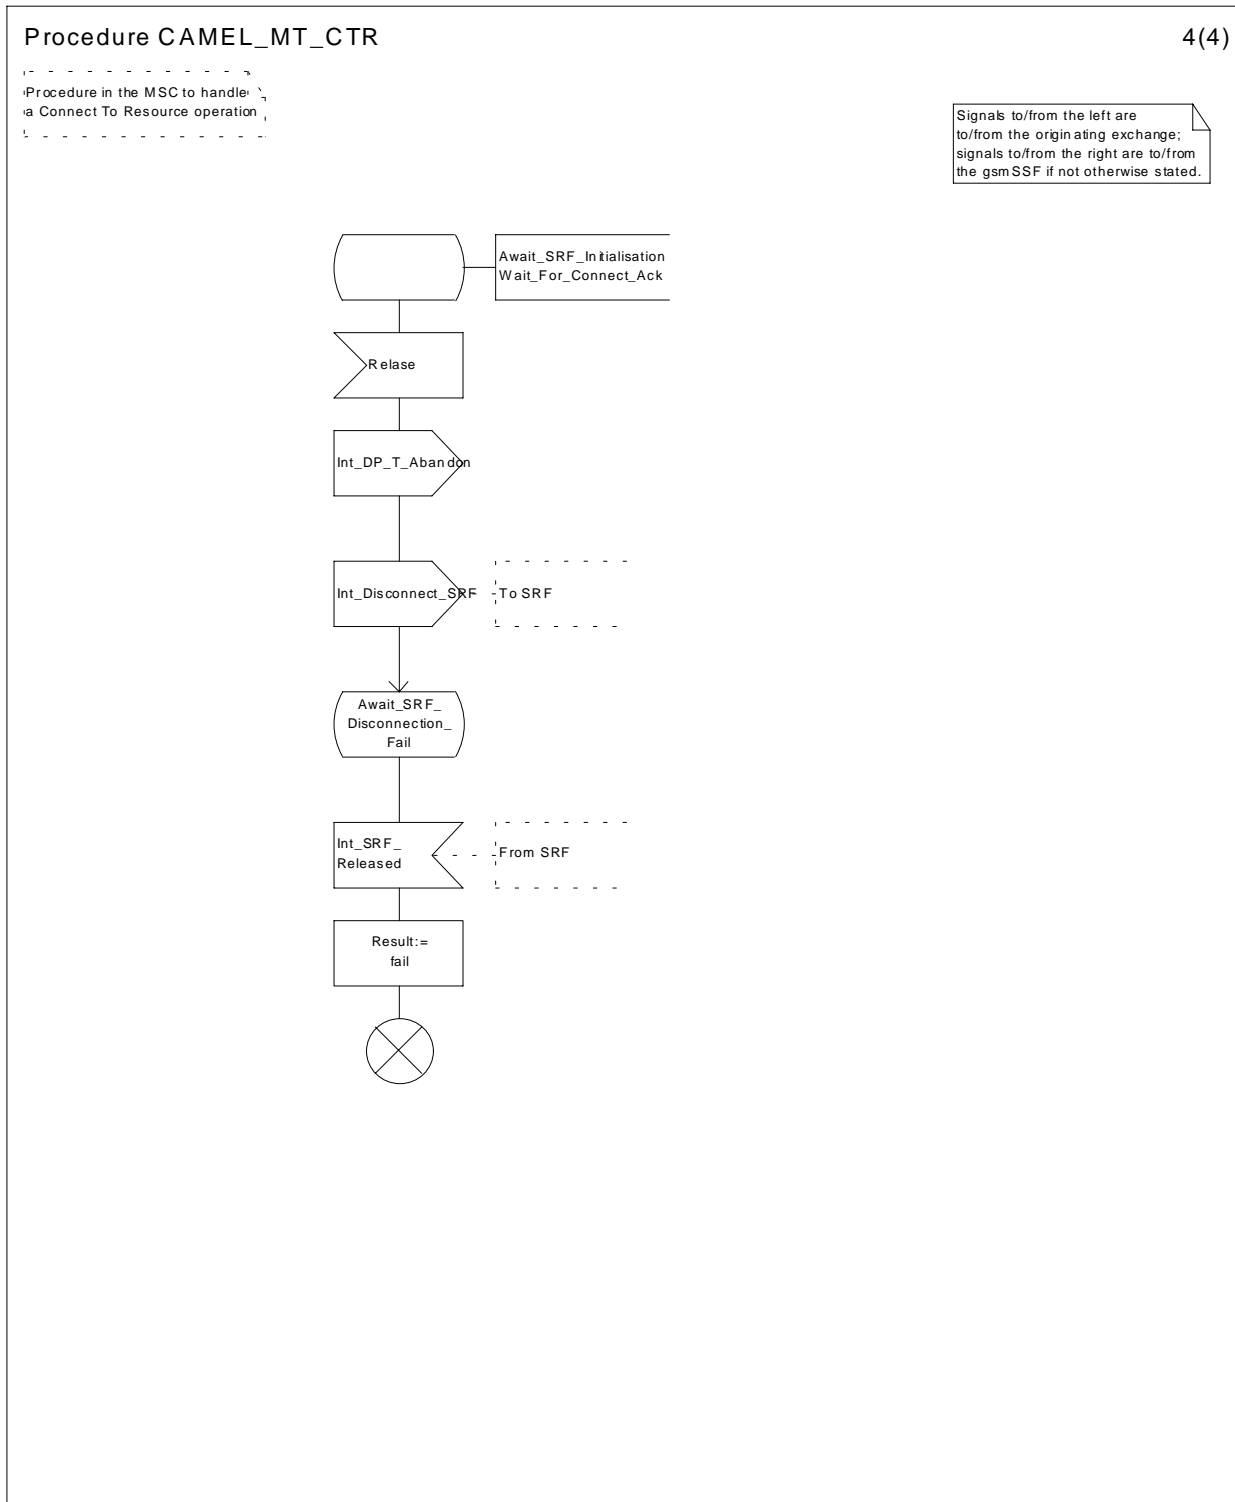 Procedure CAMEL_MT_CTR
4(4)
Procedure in the MSC to handle
a Connect To Resource operation
Signals to/from the left are
to/from the originating exchange;
signals to/from the right are to/from
the gsmSSF if not otherwise stated.
Await_SRF_Initialisation
Wait_For_Connect_Ack
Relase
Int_DP_T_Abandon
Int_Disconnect_SRF
To SRF
Await_SRF_
Disconnection_
Fail
Int_SRF_
Released
From SRF
Result:=
fail